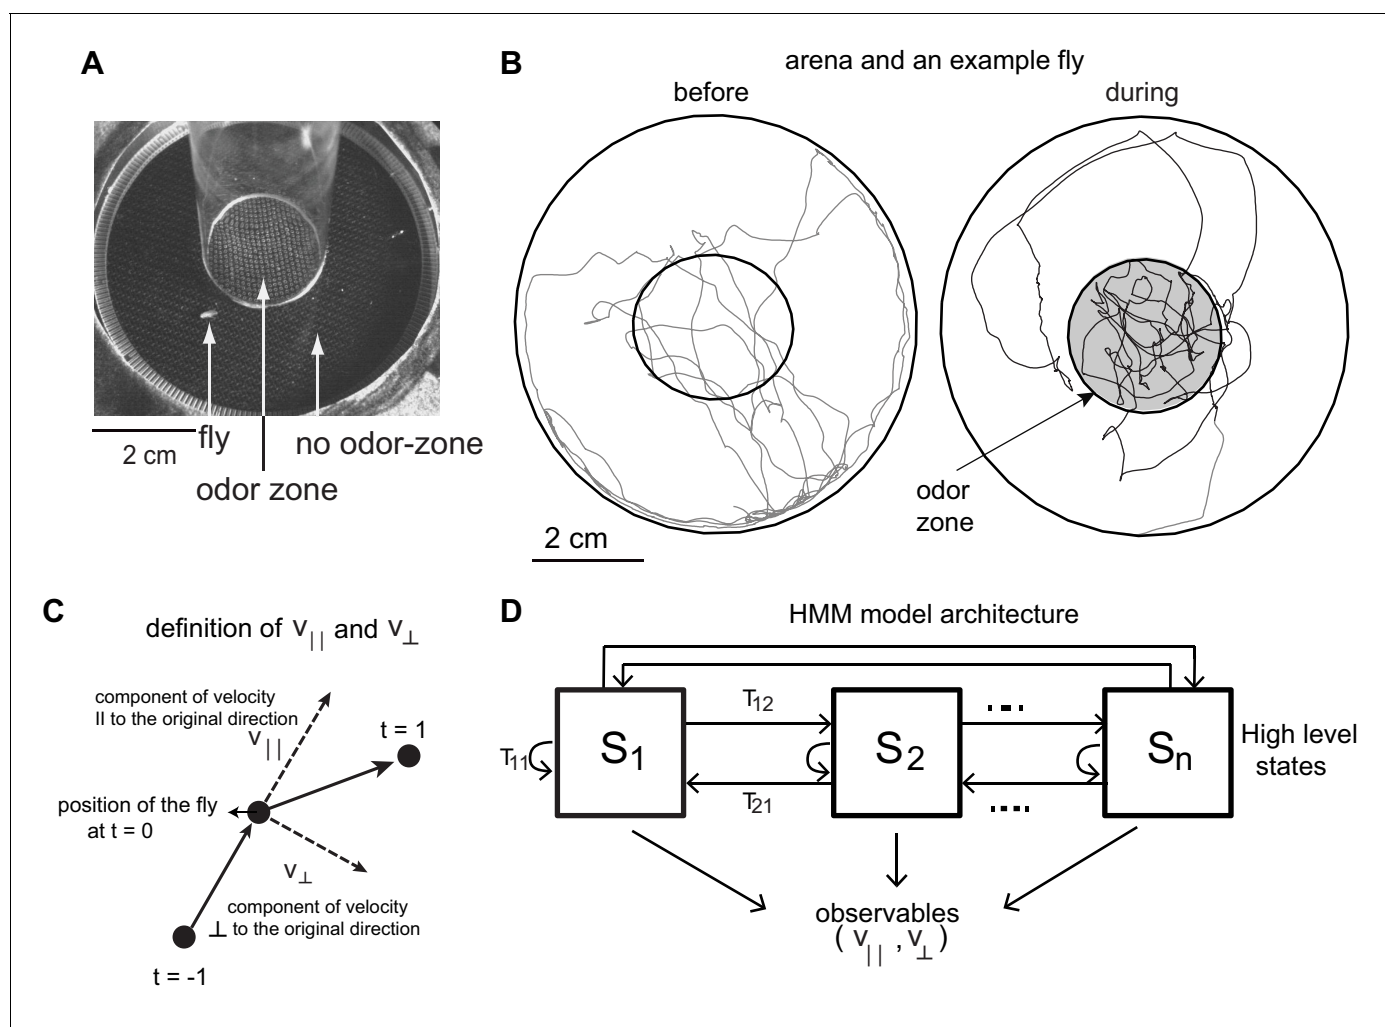 A
fly
no odor-zone
2 cm
odor zone
B
arena and an example fly
before
during
odor
zone
2 cm
C
definition of V|| and V⊥
component of velocity
II to the original direction
V||
t = 1
position of the fly
at t = 0
V⊥
component of velocity
⊥ to the original direction
t = -1
D
HMM model architecture
T12
T11
S1
S2
Sn
High level
states
T21
observables
( V|| , V⊥ )